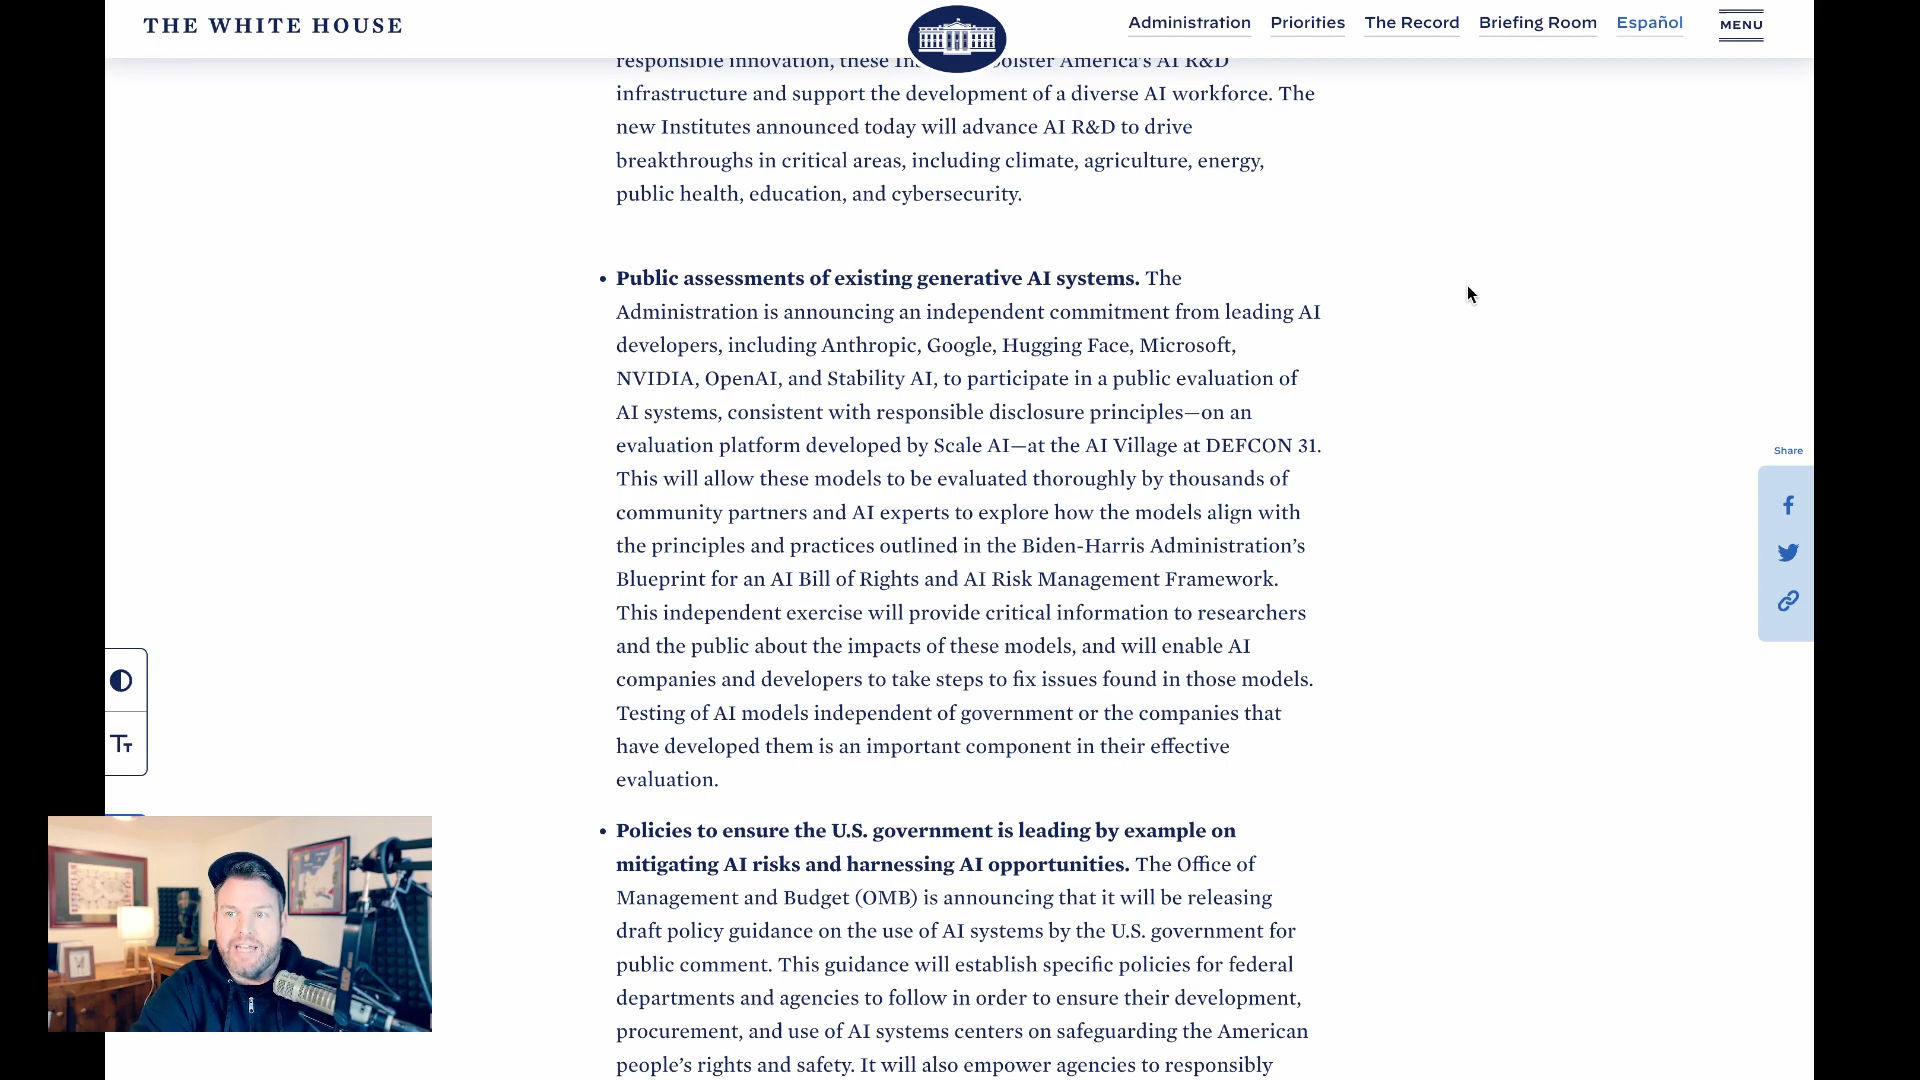 THE WHITE HOUSE
Administration
Priorities
The Record
Briefing Room
Español
MENU
responsible innovation, these olster America's AI R&D
infrastructure and support the development of a diverse AI workforce. The
new Institutes announced today will advance AI R&D to drive
breakthroughs in critical areas, including climate, agriculture, energy,
public health, education, and cybersecurity.
• Public assessments of existing generative AI systems. The
Administration is announcing an independent commitment from leading AI
developers, including Anthropic, Google, Hugging Face, Microsoft,
NVIDIA, OpenAI, and Stability AI, to participate in a public evaluation of
AI systems, consistent with responsible disclosure principles—on an
evaluation platform developed by Scale AI—at the AI Village at DEFCON 31.
This will allow these models to be evaluated thoroughly by thousands of
community partners and AI experts to explore how the models align with
the principles and practices outlined in the Biden-Harris Administration's
Blueprint for an AI Bill of Rights and AI Risk Management Framework.
This independent exercise will provide critical information to researchers
and the public about the impacts of these models, and will enable AI
companies and developers to take steps to fix issues found in those models.
Testing of AI models independent of government or the companies that
have developed them is an important component in their effective
evaluation.
• Policies to ensure the U.S. government is leading by example on
mitigating AI risks and harnessing AI opportunities. The Office of
Management and Budget (OMB) is announcing that it will be releasing
draft policy guidance on the use of AI systems by the U.S. government for
public comment. This guidance will establish specific policies for federal
departments and agencies to follow in order to ensure their development,
procurement, and use of AI systems centers on safeguarding the American
people's rights and safety. It will also empower agencies to responsibly
Share